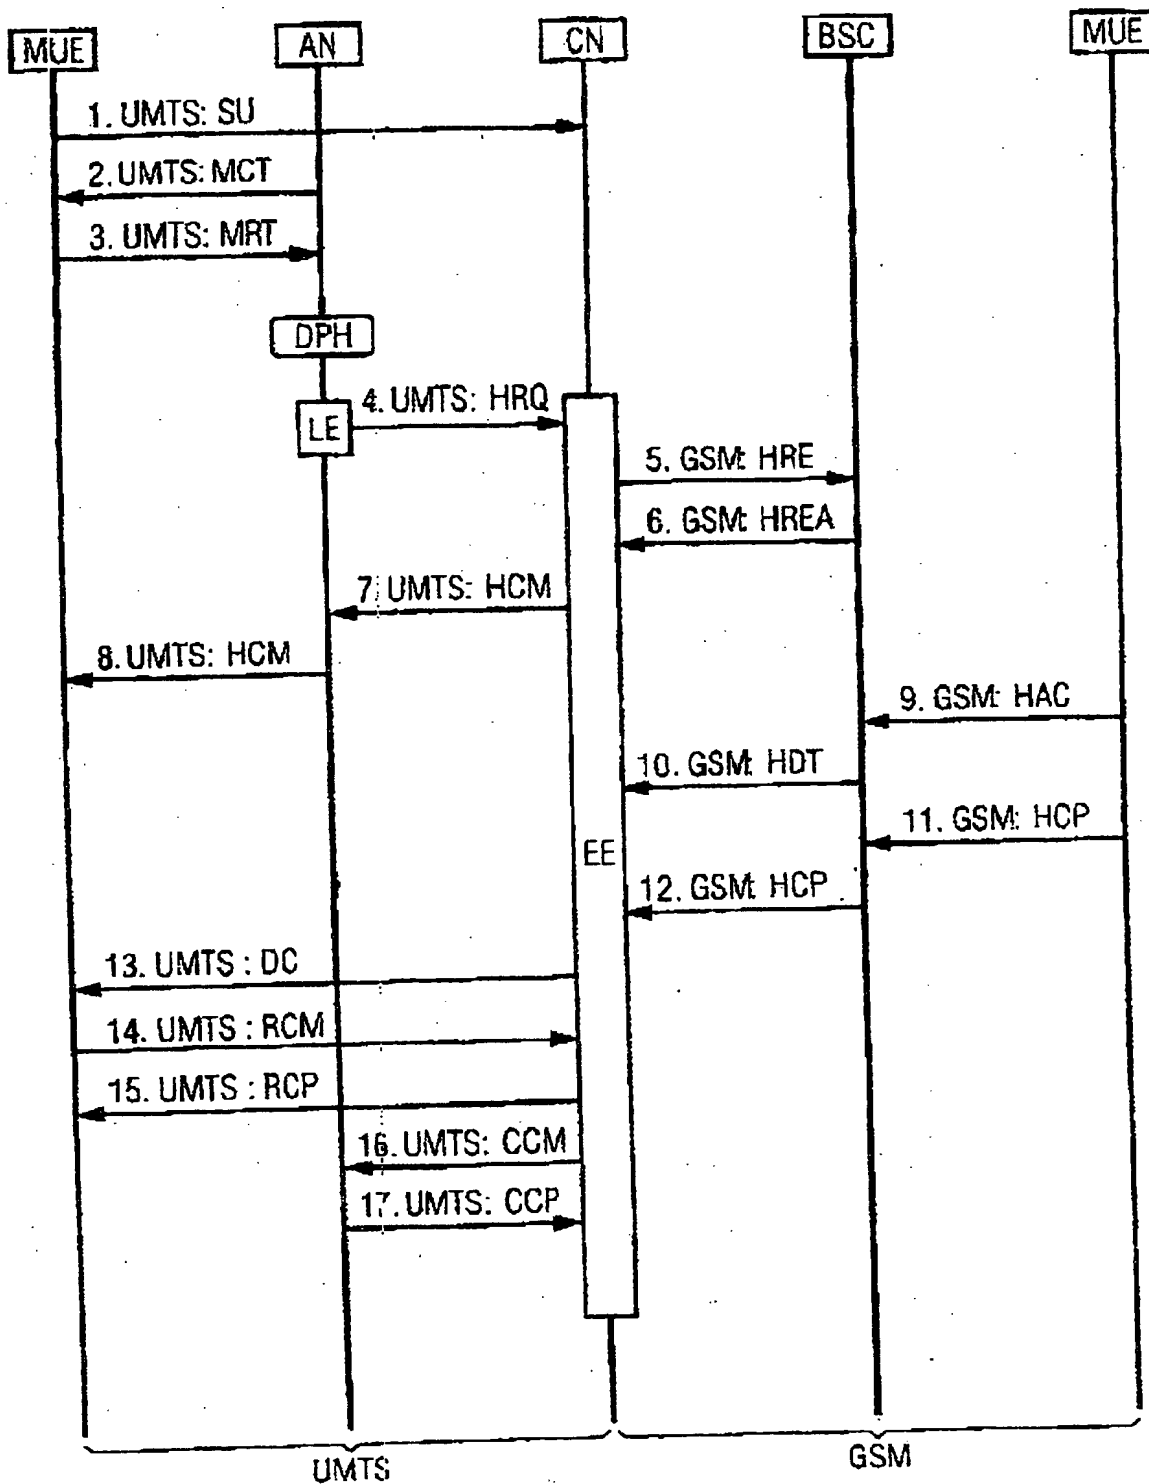 MUE
AN
CN
BSC
MUE
1. UMTS: SU
2. UMTS: MCT
3. UMTS: MRT
DPH
LE
4. UMTS: HRQ
5. GSM: HRE
6. GSM: HREA
7. UMTS: HCM
8. UMTS: HCM
9. GSM: HAC
10. GSM: HDT
11. GSM: HCP
EE
12. GSM: HCP
13. UMTS : DC
14. UMTS : RCM
15. UMTS : RCP
16. UMTS: CCM
17. UMTS: CCP
UMTS
GSM